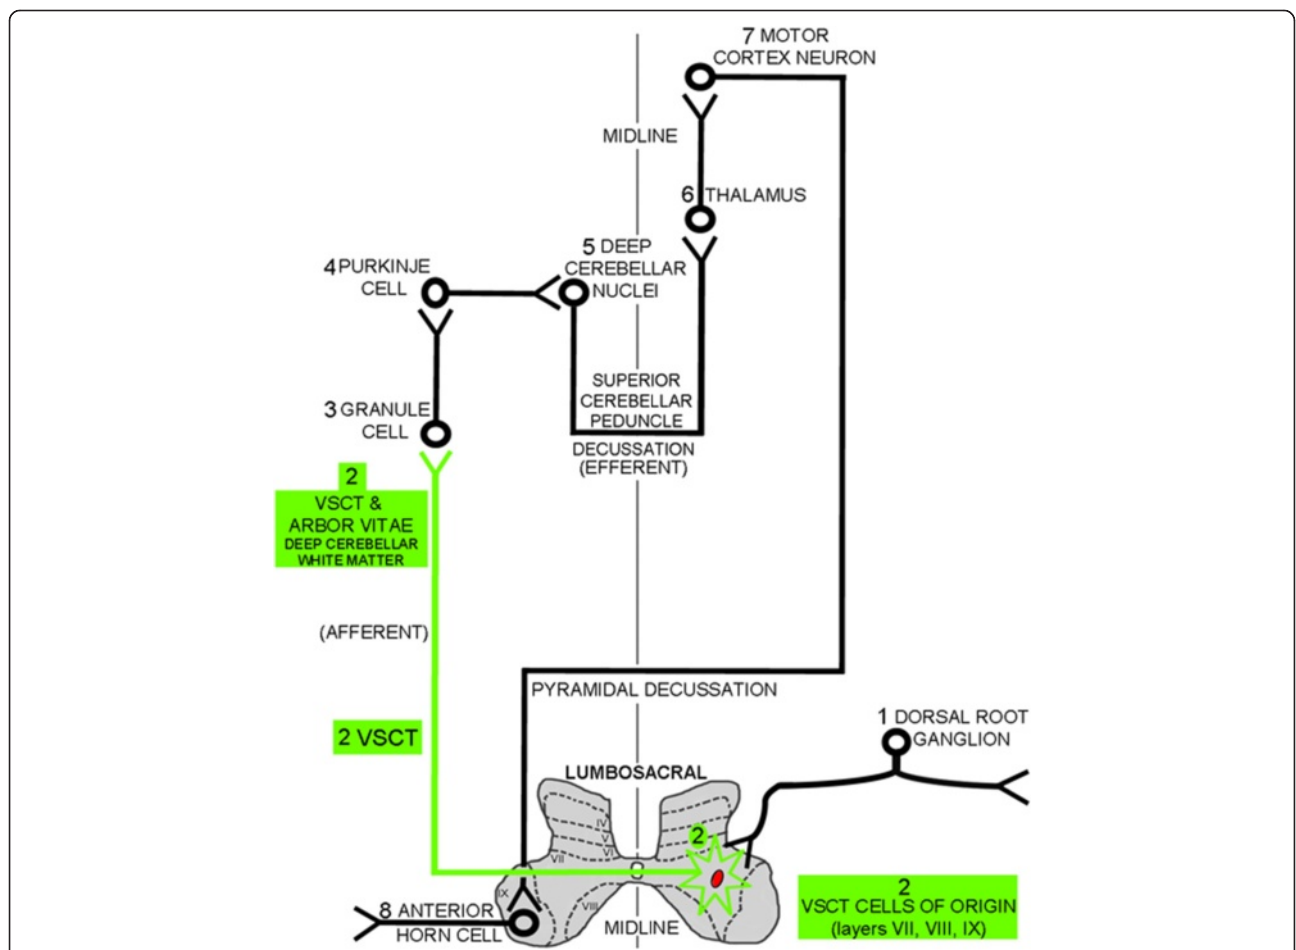 7 MOTOR
CORTEX NEURON
MIDLINE
6 THALAMUS
5 DEEP
CEREBELLAR
NUCLEI
4 PURKINJE
CELL
SUPERIOR
CEREBELLAR
PEDUNCLE
3 GRANULE
CELL
DECUSSATION
(EFFERENT)
2
VSCT &
ARBOR VITAE
DEEP CEREBELLAR
WHITE MATTER
(AFFERENT)
PYRAMIDAL DECUSSATION
2 VSCT
1 DORSAL ROOT
GANGLION
LUMBOSACRAL
IV
V
VI
VII
2
IX
VIII
2
VSCT CELLS OF ORIGIN
(layers VII, VIII, IX)
8 ANTERIOR
HORN CELL
MIDLINE